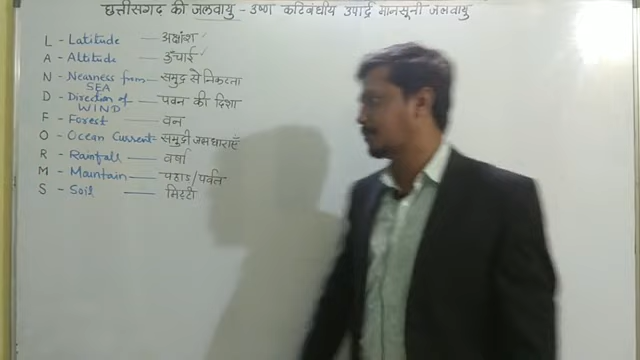 छत्तीसगढ़ की जलवायु - उष्ण कटिबंधीय उपार्द्र मानसूनी जलवायु
L - Latitude — अक्षांश
A - Altitude — ऊँचाई
N - Nearness from SEA — समुद्र से निकटता
D - Direction of WIND — पवन की दिशा
F - Forest — वन
O - Ocean Current - समुद्री जलधाराएँ
R - Rainfall — वर्षा
M - Mountain — पहाड/पर्वत
S - Soil — मिट्टी